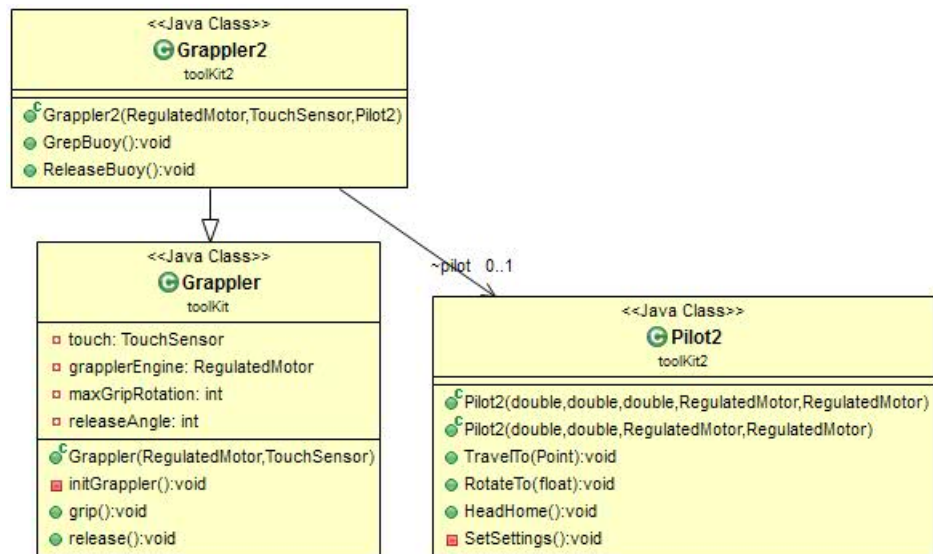 <<Java Class>>
Grappler2
toolKit2
Grappler2(RegulatedMotor,TouchSensor,Pilot2)
GrepBuoy():void
ReleaseBuoy():void
~pilot 0..1
<<Java Class>>
Grappler
toolKit
touch: TouchSensor
grapplerEngine: RegulatedMotor
maxGripRotation: int
releaseAngle: int
Grappler(RegulatedMotor,TouchSensor)
initGrappler():void
grip():void
release():void
<<Java Class>>
Pilot2
toolKit2
Pilot2(double,double,double,RegulatedMotor,RegulatedMotor)
Pilot2(double,double,RegulatedMotor,RegulatedMotor)
TravelTo(Point):void
RotateTo(float):void
HeadHome():void
SetSettings():void